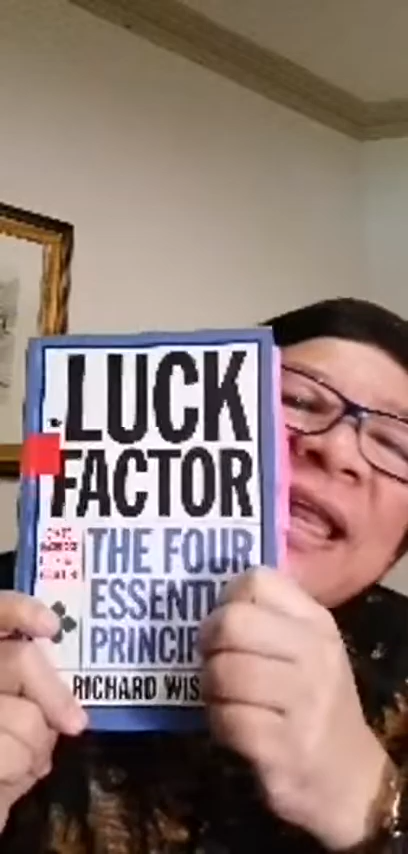 LUCK
FACTOR
THE FOUR
ESSENTI
PRINCIP
RICHARD WIS